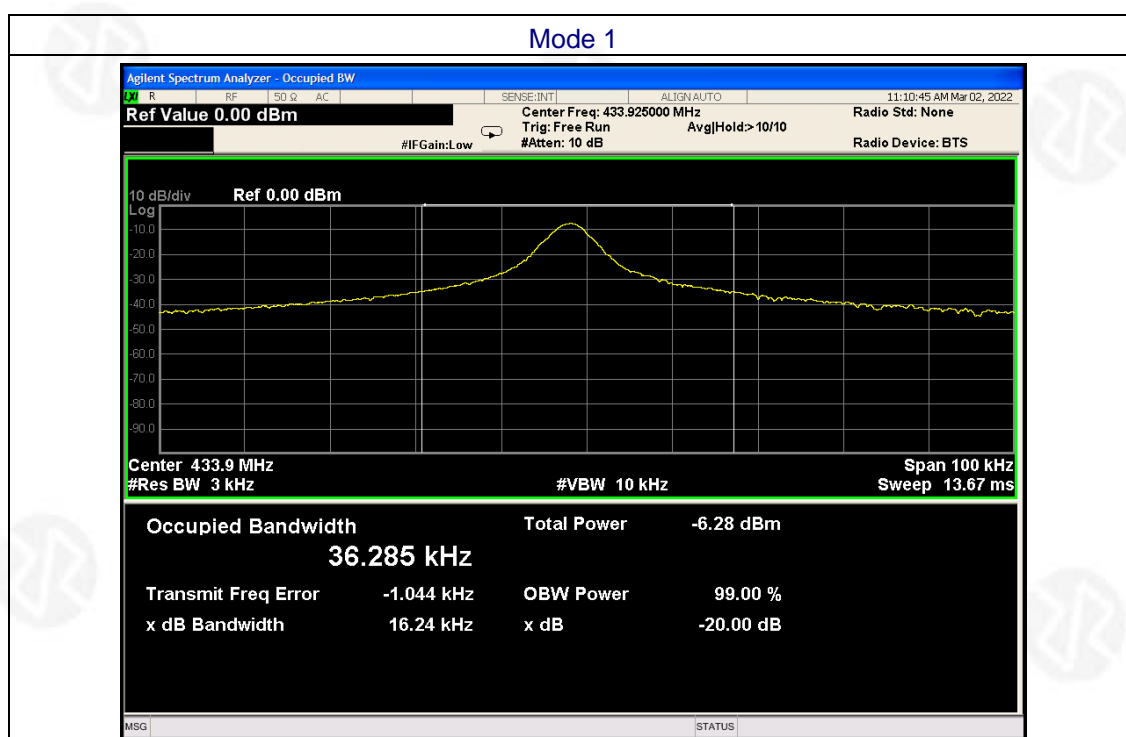 Mode 1
Agilent Spectrum Analyzer - Occupied BW
LXI R RF 50 Ω AC SENSE:INT ALIGN AUTO 11:10:45 AM Mar 02, 2022
Ref Value 0.00 dBm Center Freq: 433.925000 MHz Radio Std: None
Trig: Free Run Avg|Hold:> 10/10
#IFGain:Low #Atten: 10 dB Radio Device: BTS
10 dB/div Ref 0.00 dBm
Log
-10.0
-20.0
-30.0
-40.0
-50.0
-60.0
-70.0
-80.0
-90.0
Center 433.9 MHz Span 100 kHz
#Res BW 3 kHz #VBW 10 kHz Sweep 13.67 ms
Occupied Bandwidth Total Power -6.28 dBm
36.285 kHz
Transmit Freq Error -1.044 kHz OBW Power 99.00 %
x dB Bandwidth 16.24 kHz x dB -20.00 dB
MSG STATUS